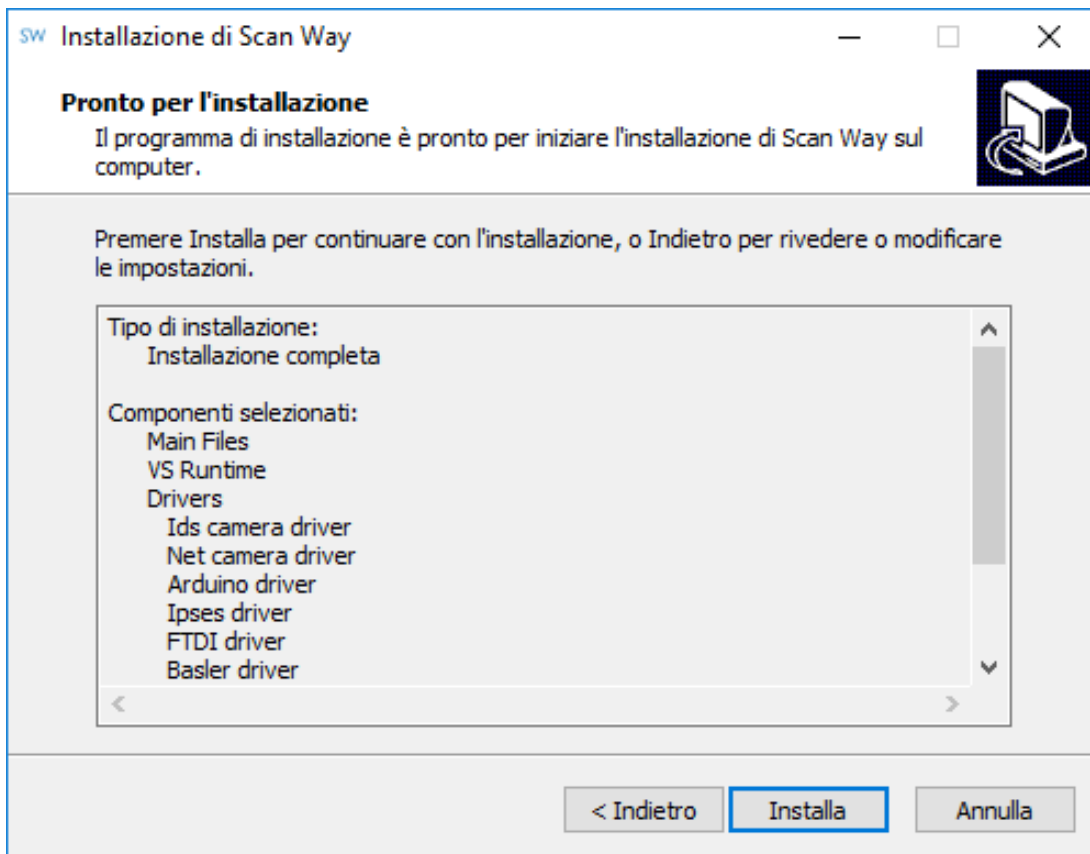 SW Installazione di Scan Way
Pronto per l'installazione
Il programma di installazione è pronto per iniziare l'installazione di Scan Way sul
computer.
Premere Installa per continuare con l'installazione, o Indietro per rivedere o modificare
le impostazioni.
Tipo di installazione:
Installazione completa
Componenti selezionati:
Main Files
VS Runtime
Drivers
Ids camera driver
Net camera driver
Arduino driver
Ipses driver
FTDI driver
Basler driver
< Indietro Installa Annulla